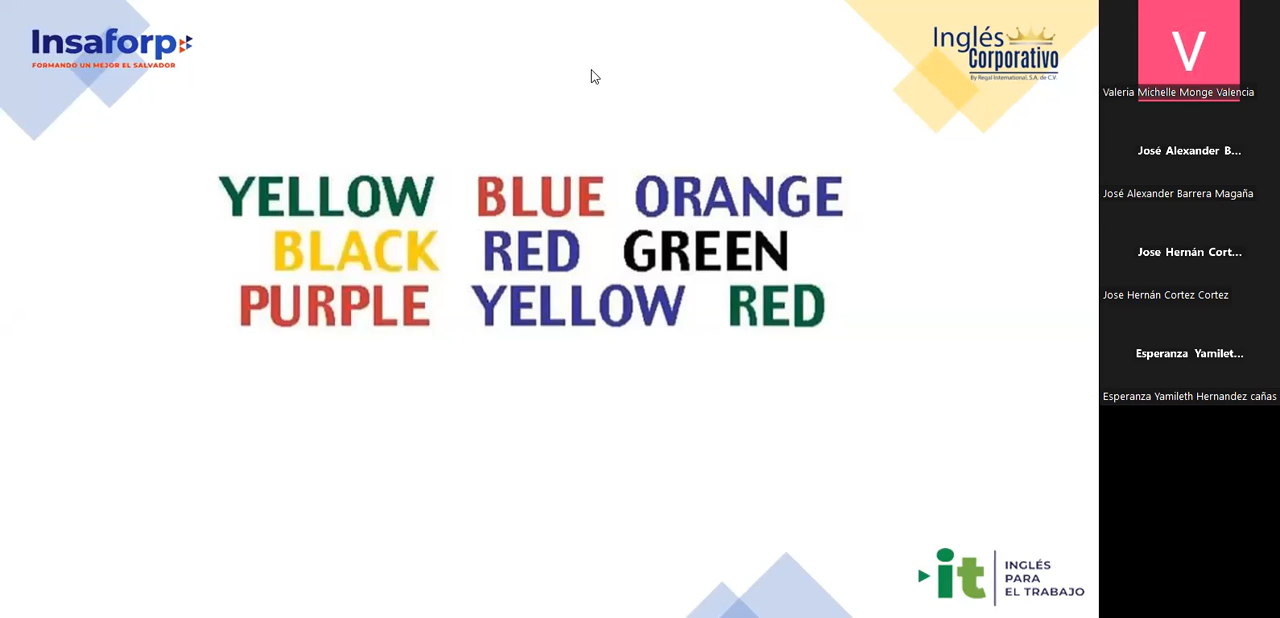 Insaforp
FORMANDO UN MEJOR EL SALVADOR
Inglés
Corporativo
By Regal International, S.A. de C.V.
YELLOW BLUE ORANGE
BLACK RED GREEN
PURPLE YELLOW RED
it
INGLÉS
PARA
EL TRABAJO
V
Valeria Michelle Monge Valencia
José Alexander B...
José Alexander Barrera Magaña
Jose Hernán Cort...
Jose Hernán Cortez Cortez
Esperanza Yamilet...
Esperanza Yamileth Hernandez cañas